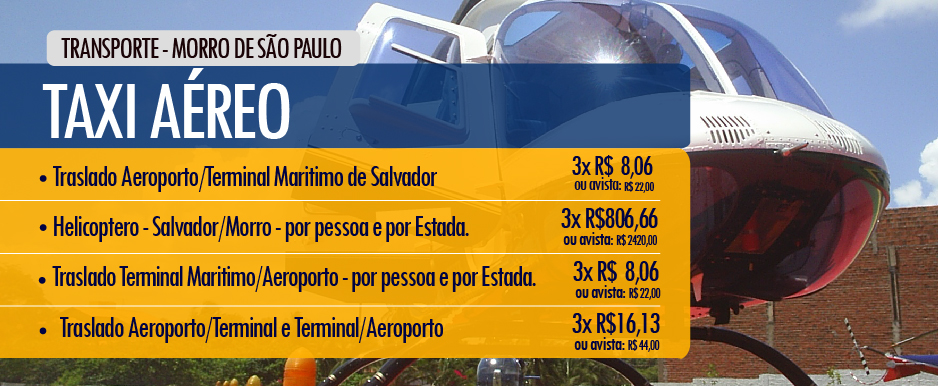 TRANSPORTE - MORRO DE SÃO PAULO
TAXI AÉREO
• Traslado Aeroporto/Terminal Maritimo de Salvador 3x R$ 8,06
ou avista: R$ 22,00
• Helicoptero - Salvador/Morro - por pessoa e por Estada. 3x R$806,66
ou avista: R$ 2420,00
• Traslado Terminal Maritimo/Aeroporto - por pessoa e por Estada. 3x R$ 8,06
ou avista: R$ 22,00
• Traslado Aeroporto/Terminal e Terminal/Aeroporto 3x R$16,13
ou avista: R$ 44,00